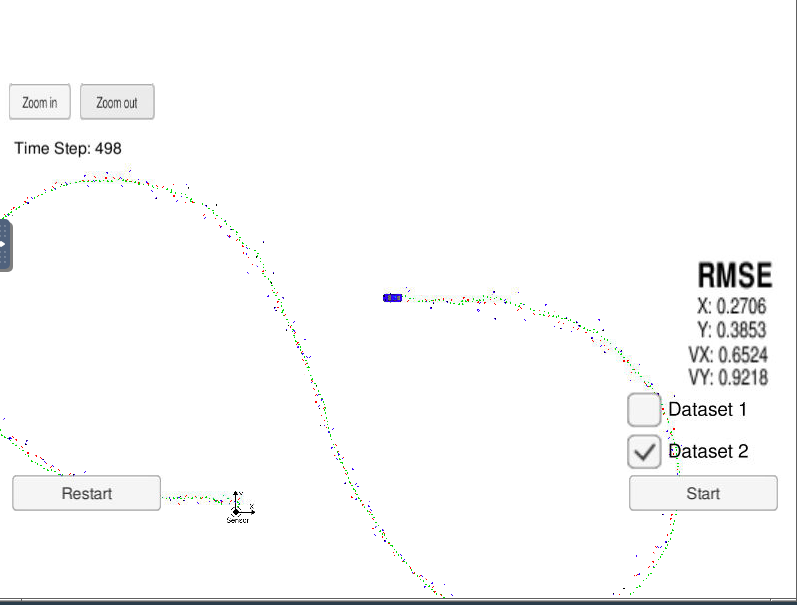 Zoom in
Zoom out
Time Step: 498
RMSE
X: 0.2706
Y: 0.3853
VX: 0.6524
VY: 0.9218
Dataset 1
Dataset 2
Restart
Start
Y
X
Sensor